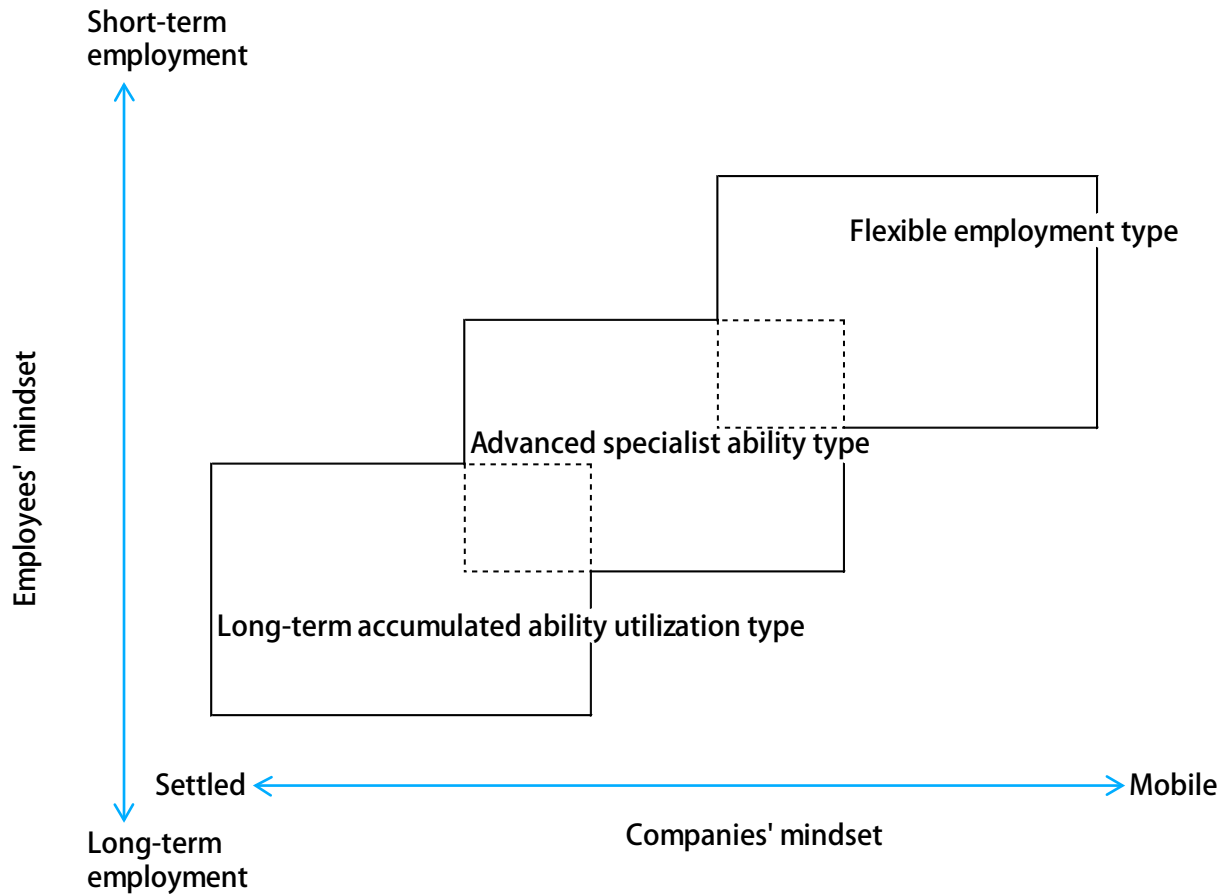 Short-term
employment
Flexible employment type
Employees' mindset
Advanced specialist ability type
Long-term accumulated ability utilization type
Settled
Mobile
Companies' mindset
Long-term
employment